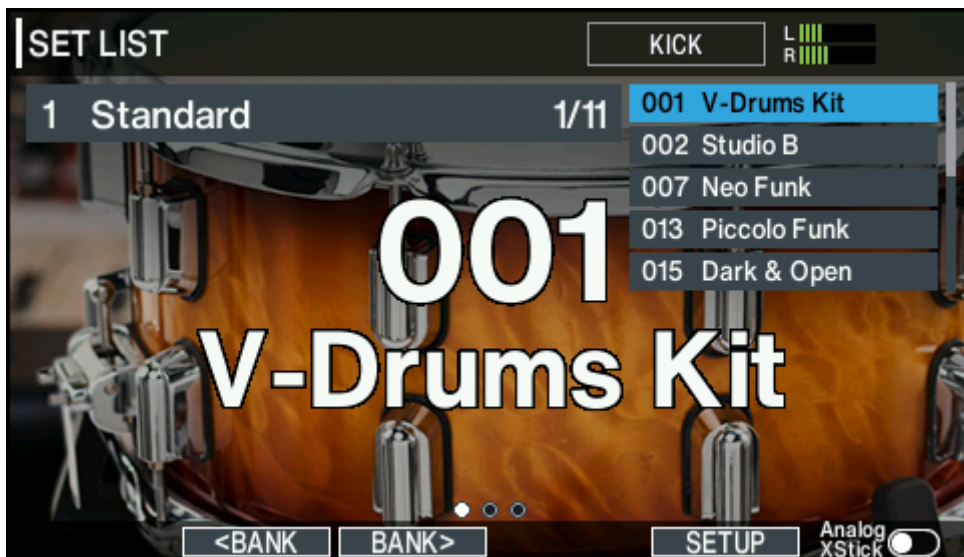 SET LIST
KICK
L
R
1 Standard 1/11
001 V-Drums Kit
002 Studio B
007 Neo Funk
013 Piccolo Funk
015 Dark & Open
001
V-Drums Kit
<BANK
BANK>
SETUP
Analog
XStick